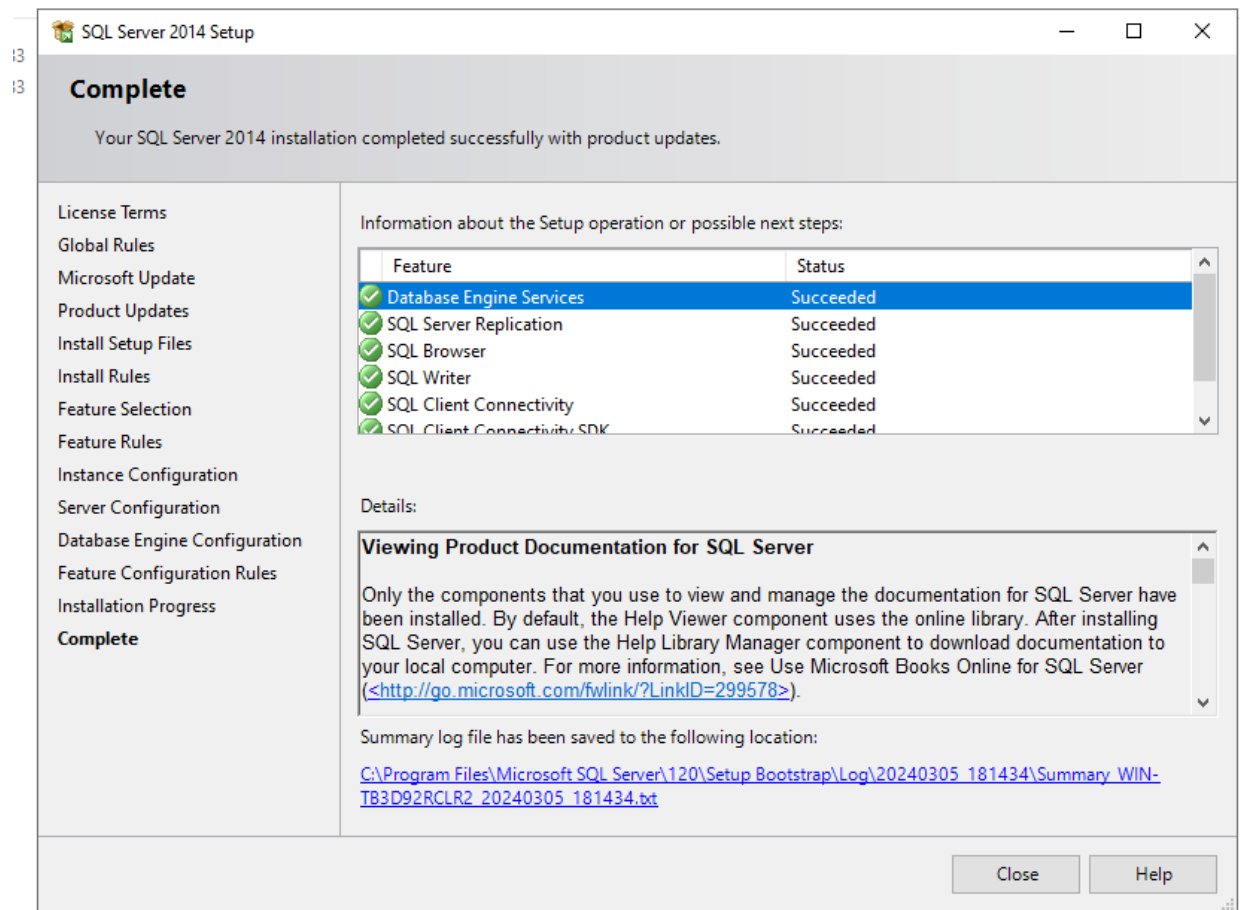 SQL Server 2014 Setup
33
33
Complete
Your SQL Server 2014 installation completed successfully with product updates.
License Terms
Global Rules
Microsoft Update
Product Updates
Install Setup Files
Install Rules
Feature Selection
Feature Rules
Instance Configuration
Server Configuration
Database Engine Configuration
Feature Configuration Rules
Installation Progress
Complete
Information about the Setup operation or possible next steps:
Feature Status
Database Engine Services Succeeded
SQL Server Replication Succeeded
SQL Browser Succeeded
SQL Writer Succeeded
SQL Client Connectivity Succeeded
SQL Client Connectivity SDK Succeeded
Details:
Viewing Product Documentation for SQL Server
Only the components that you use to view and manage the documentation for SQL Server have
been installed. By default, the Help Viewer component uses the online library. After installing
SQL Server, you can use the Help Library Manager component to download documentation to
your local computer. For more information, see Use Microsoft Books Online for SQL Server
(<http://go.microsoft.com/fwlink/?LinkID=299578>).
Summary log file has been saved to the following location:
C:\Program Files\Microsoft SQL Server\120\Setup Bootstrap\Log\20240305_181434\Summary_WIN-
TB3D92RCLR2_20240305_181434.txt
Close Help